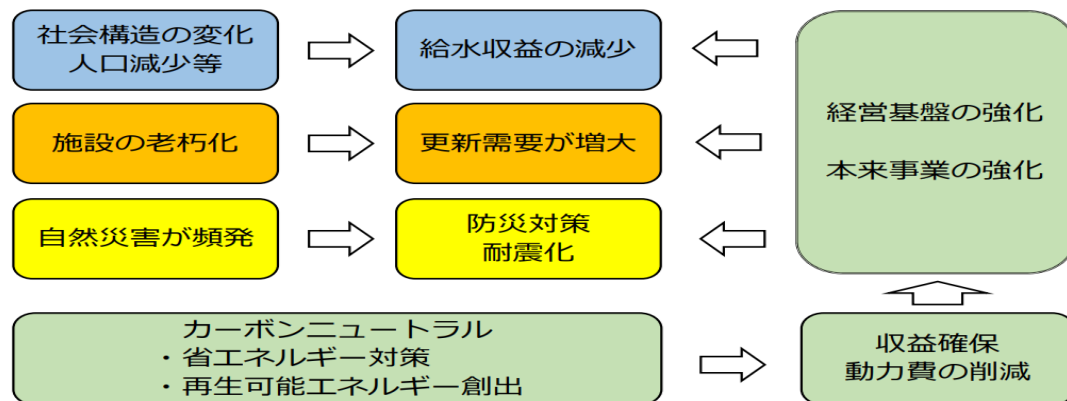 社会構造の変化
人口減少等
給水収益の減少
施設の老朽化
更新需要が増大
自然災害が頻発
防災対策
耐震化
経営基盤の強化
本来事業の強化
カーボンニュートラル
・省エネルギー対策
・再生可能エネルギー創出
収益確保
動力費の削減